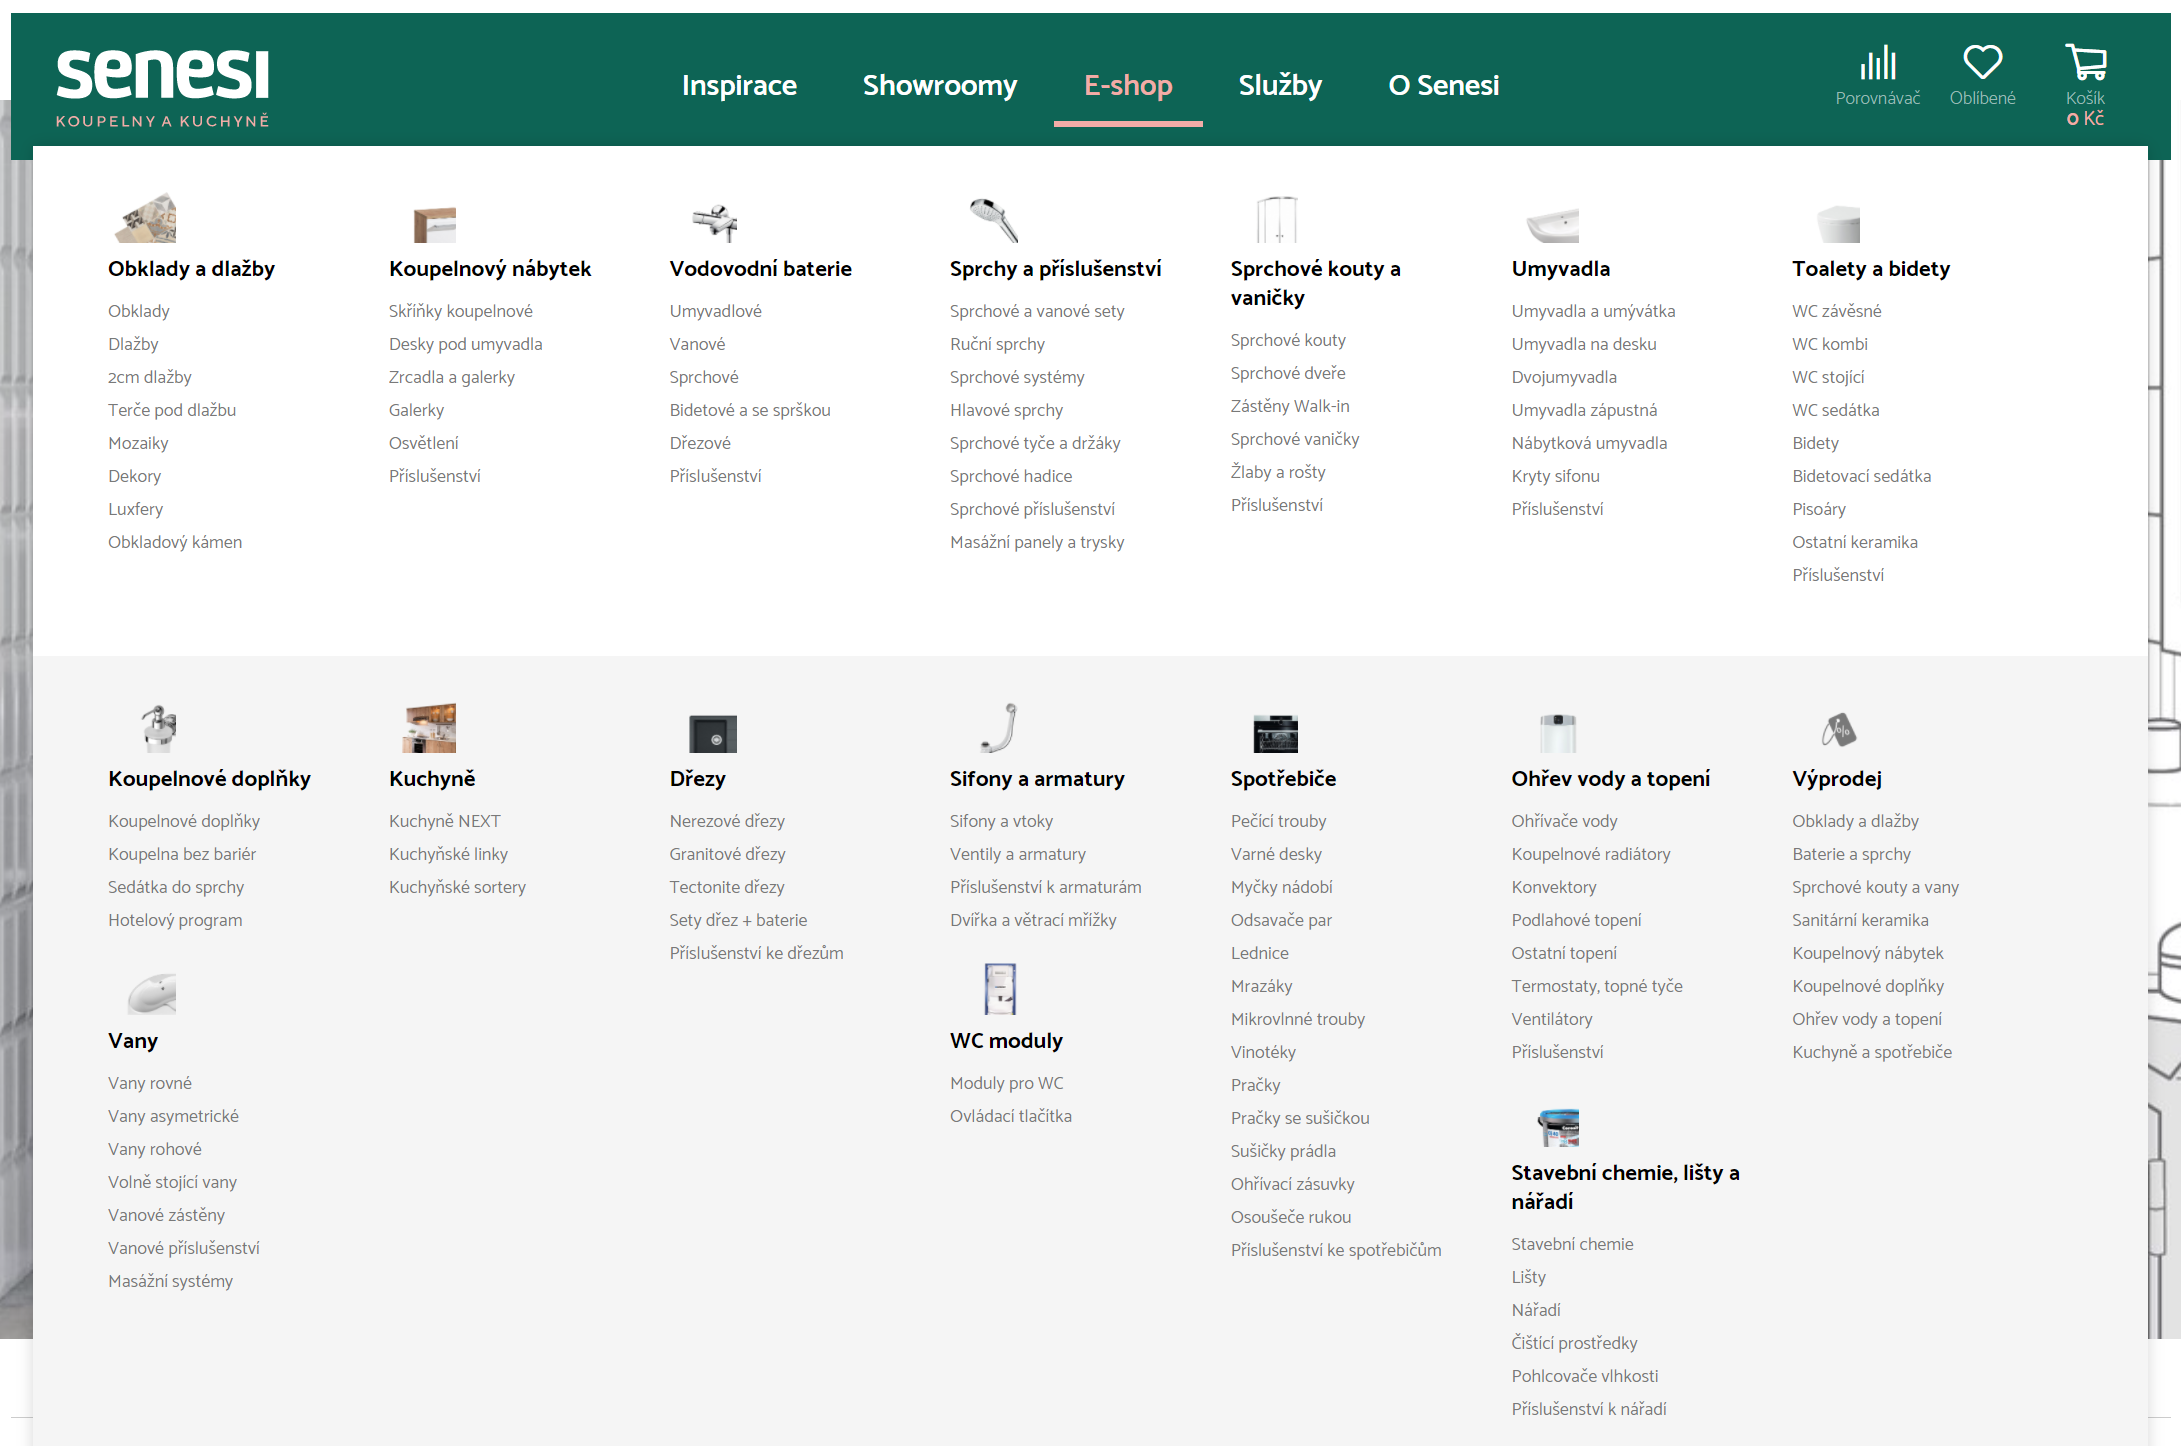 senesi
KOUPELNY A KUCHYNĚ
Inspirace
Showroomy
E-shop
Služby
O Senesi
Porovnávač
Oblíbené
Košík
0 Kč
Obklady a dlažby
Obklady
Dlažby
2cm dlažby
Terče pod dlažbu
Mozaiky
Dekory
Luxfery
Obkladový kámen
Koupelnový nábytek
Skříňky koupelnové
Desky pod umyvadla
Zrcadla a galerky
Galerky
Osvětlení
Příslušenství
Vodovodní baterie
Umyvadlové
Vanové
Sprchové
Bidetové a se sprškou
Dřezové
Příslušenství
Sprchy a příslušenství
Sprchové a vanové sety
Ruční sprchy
Sprchové systémy
Hlavové sprchy
Sprchové tyče a držáky
Sprchové hadice
Sprchové příslušenství
Masážní panely a trysky
Sprchové kouty a
vaničky
Sprchové kouty
Sprchové dveře
Zástěny Walk-in
Sprchové vaničky
Žlaby a rošty
Příslušenství
Umyvadla
Umyvadla a umývátka
Umyvadla na desku
Dvojumyvadla
Umyvadla zápustná
Nábytková umyvadla
Kryty sifonu
Příslušenství
Toalety a bidety
WC závěsné
WC kombi
WC stojící
WC sedátka
Bidety
Bidetovací sedátka
Pisoáry
Ostatní keramika
Příslušenství
Koupelnové doplňky
Koupelnové doplňky
Koupelna bez bariér
Sedátka do sprchy
Hotelový program
Vany
Vany rovné
Vany asymetrické
Vany rohové
Volně stojící vany
Vanové zástěny
Vanové příslušenství
Masážní systémy
Kuchyně
Kuchyně NEXT
Kuchyňské linky
Kuchyňské sortery
Dřezy
Nerezové dřezy
Granitové dřezy
Tectonite dřezy
Sety dřez + baterie
Příslušenství ke dřezům
Sifony a armatury
Sifony a vtoky
Ventily a armatury
Příslušenství k armaturám
Dvířka a větrací mřížky
WC moduly
Moduly pro WC
Ovládací tlačítka
Spotřebiče
Pečící trouby
Varné desky
Myčky nádobí
Odsavače par
Lednice
Mrazáky
Mikrovlnné trouby
Vinotéky
Pračky
Pračky se sušičkou
Sušičky prádla
Ohřívací zásuvky
Osoušeče rukou
Příslušenství ke spotřebičům
Ohřev vody a topení
Ohřívače vody
Koupelnové radiátory
Konvektory
Podlahové topení
Ostatní topení
Termostaty, topné tyče
Ventilátory
Příslušenství
Stavební chemie, lišty a
nářadí
Stavební chemie
Lišty
Nářadí
Čištící prostředky
Pohlcovače vlhkosti
Příslušenství k nářadí
%
Výprodej
Obklady a dlažby
Baterie a sprchy
Sprchové kouty a vany
Sanitární keramika
Koupelnový nábytek
Koupelnové doplňky
Ohřev vody a topení
Kuchyně a spotřebiče